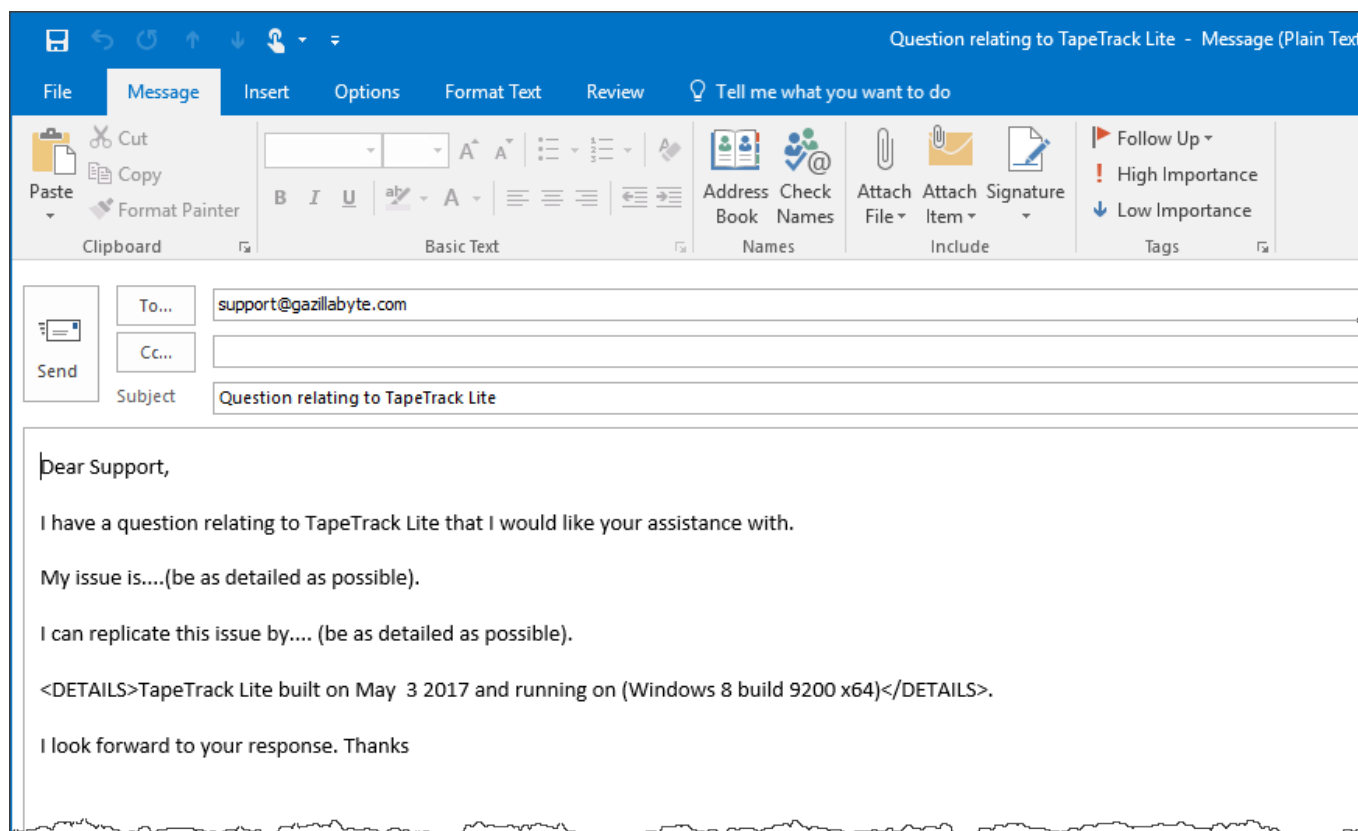 Question relating to TapeTrack Lite - Message (Plain Text
File Message Insert Options Format Text Review Tell me what you want to do
Paste
Cut
Copy
Format Painter
Clipboard
B I U
Basic Text
Address Book
Check Names
Names
Attach File
Attach Item
Signature
Include
Follow Up
High Importance
Low Importance
Tags
Send
To... support@gazillabyte.com
Cc...
Subject Question relating to TapeTrack Lite
Dear Support,
I have a question relating to TapeTrack Lite that I would like your assistance with.
My issue is....(be as detailed as possible).
I can replicate this issue by.... (be as detailed as possible).
<DETAILS>TapeTrack Lite built on May  3 2017 and running on (Windows 8 build 9200 x64)</DETAILS>.
I look forward to your response. Thanks